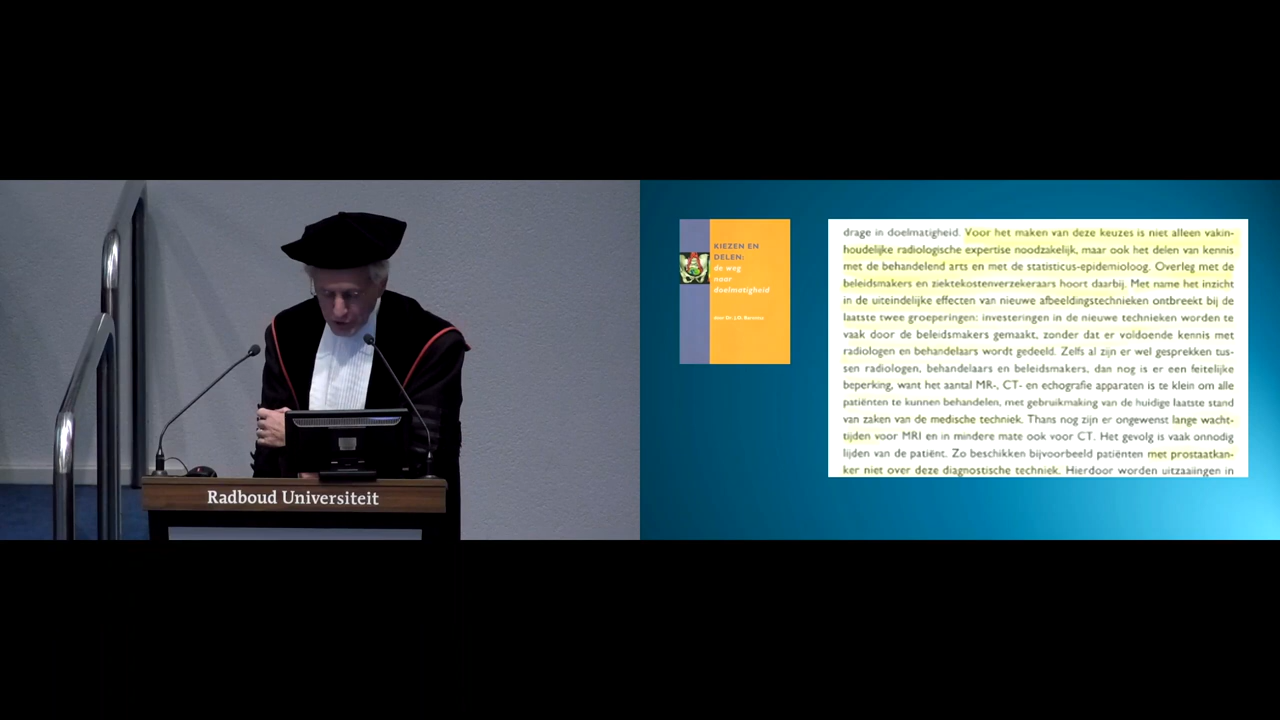 Radboud Universiteit
KIEZEN EN
DELEN:
de weg
naar
doelmatigheid
door Dr. J.O. Barentsz
drage in doelmatigheid. Voor het maken van deze keuzes is niet alleen vakin-
houdelijke radiologische expertise noodzakelijk, maar ook het delen van kennis
met de behandelend arts en met de statisticus-epidemioloog. Overleg met de
beleidsmakers en ziektekostenverzekeraars hoort daarbij. Met name het inzicht
in de uiteindelijke effecten van nieuwe afbeeldingstechnieken ontbreekt bij de
laatste twee groeperingen: investeringen in de nieuwe technieken worden te
vaak door de beleidsmakers gemaakt, zonder dat er voldoende kennis met
radiologen en behandelaars wordt gedeeld. Zelfs al zijn er wel gesprekken tus-
sen radiologen, behandelaars en beleidsmakers, dan nog is er een feitelijke
beperking, want het aantal MR-, CT- en echografie apparaten is te klein om alle
patiënten te kunnen behandelen, met gebruikmaking van de huidige laatste stand
van zaken van de medische techniek. Thans nog zijn er ongewenst lange wacht-
tijden voor MRI en in mindere mate ook voor CT. Het gevolg is vaak onnodig
lijden van de patiënt. Zo beschikken bijvoorbeeld patiënten met prostaatkan-
ker niet over deze diagnostische techniek. Hierdoor worden uitzaaiingen in